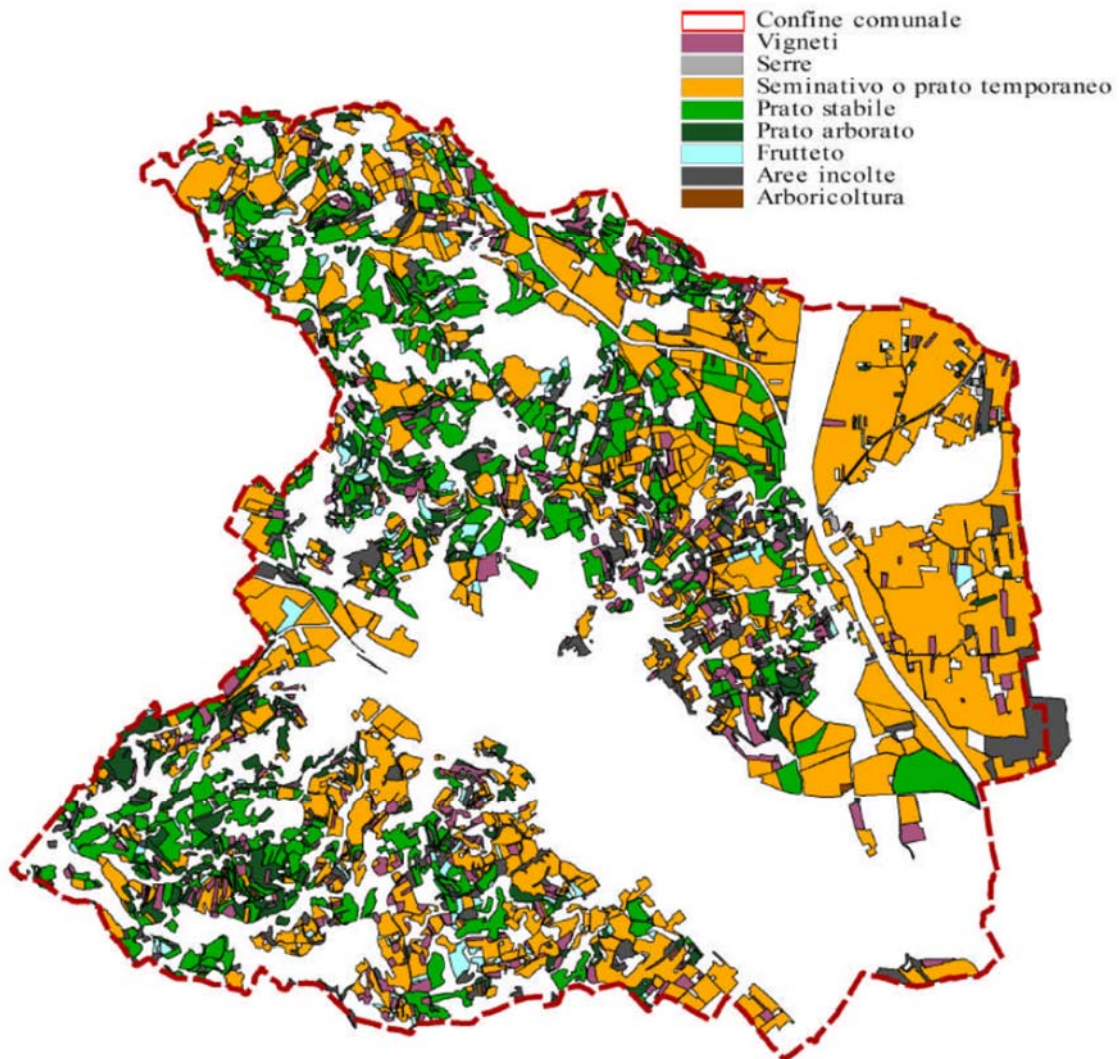 Confine comunale
Vigneti
Serre
Seminativo o prato temporaneo
Prato stabile
Prato arborato
Frutteto
Aree incolte
Arboricoltura